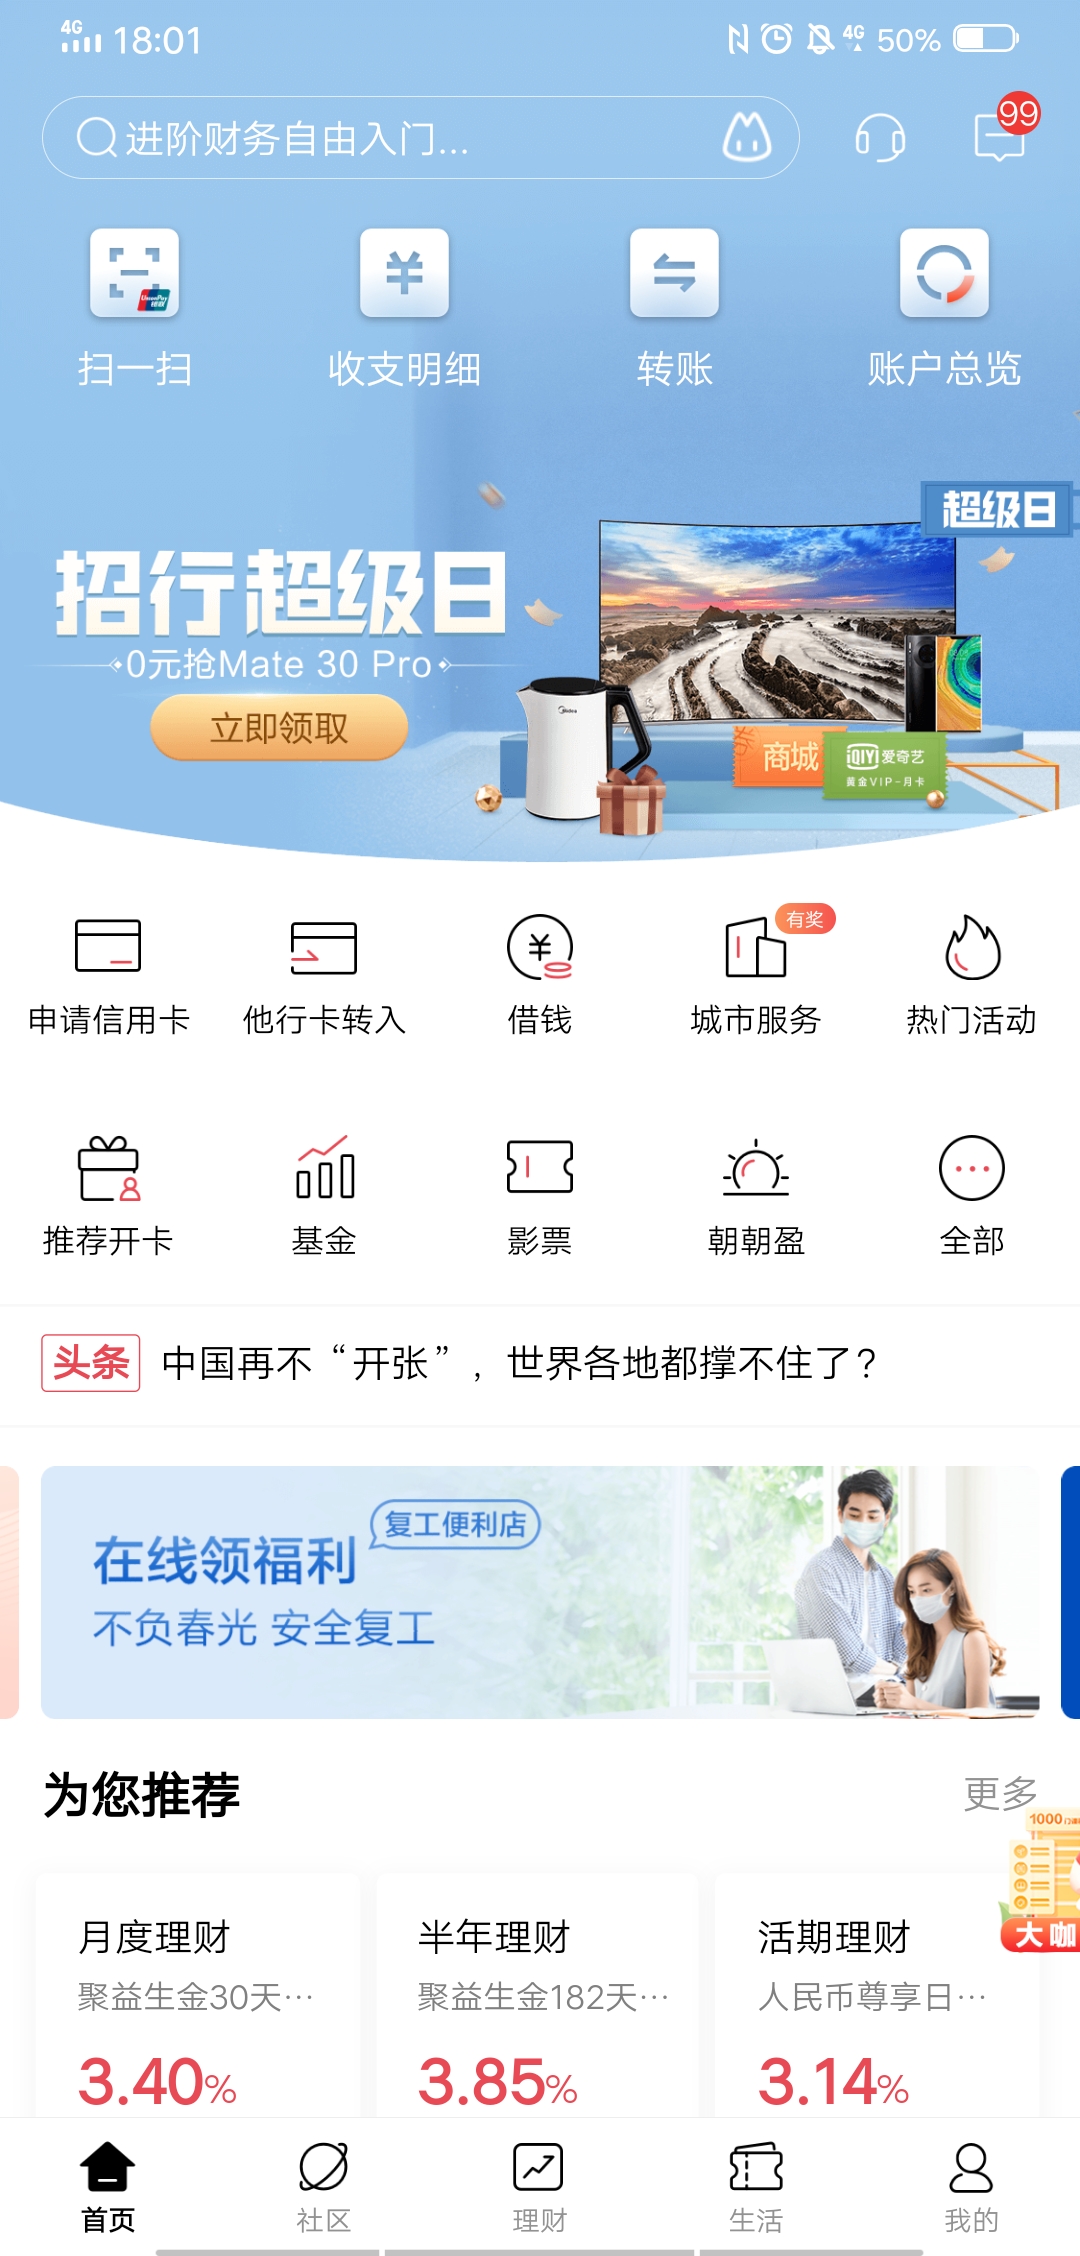 4G 18:01 4G 50%
进阶财务自由入门...
99
UnionPay 银联
扫一扫 收支明细 转账 账户总览
超级日
招行超级日
0元抢Mate 30 Pro
立即领取
Midea
券 商城
iQIYI 爱奇艺
黄金VIP-月卡
有奖
申请信用卡 他行卡转入 借钱 城市服务 热门活动
推荐开卡 基金 影票 朝朝盈 全部
头条 中国再不“开张”,世界各地都撑不住了?
复工便利店
在线领福利
不负春光 安全复工
为您推荐 更多
1000
大咖
月度理财 半年理财 活期理财
聚益生金30天… 聚益生金182天… 人民币尊享日…
3.40% 3.85% 3.14%
首页 社区 理财 生活 我的